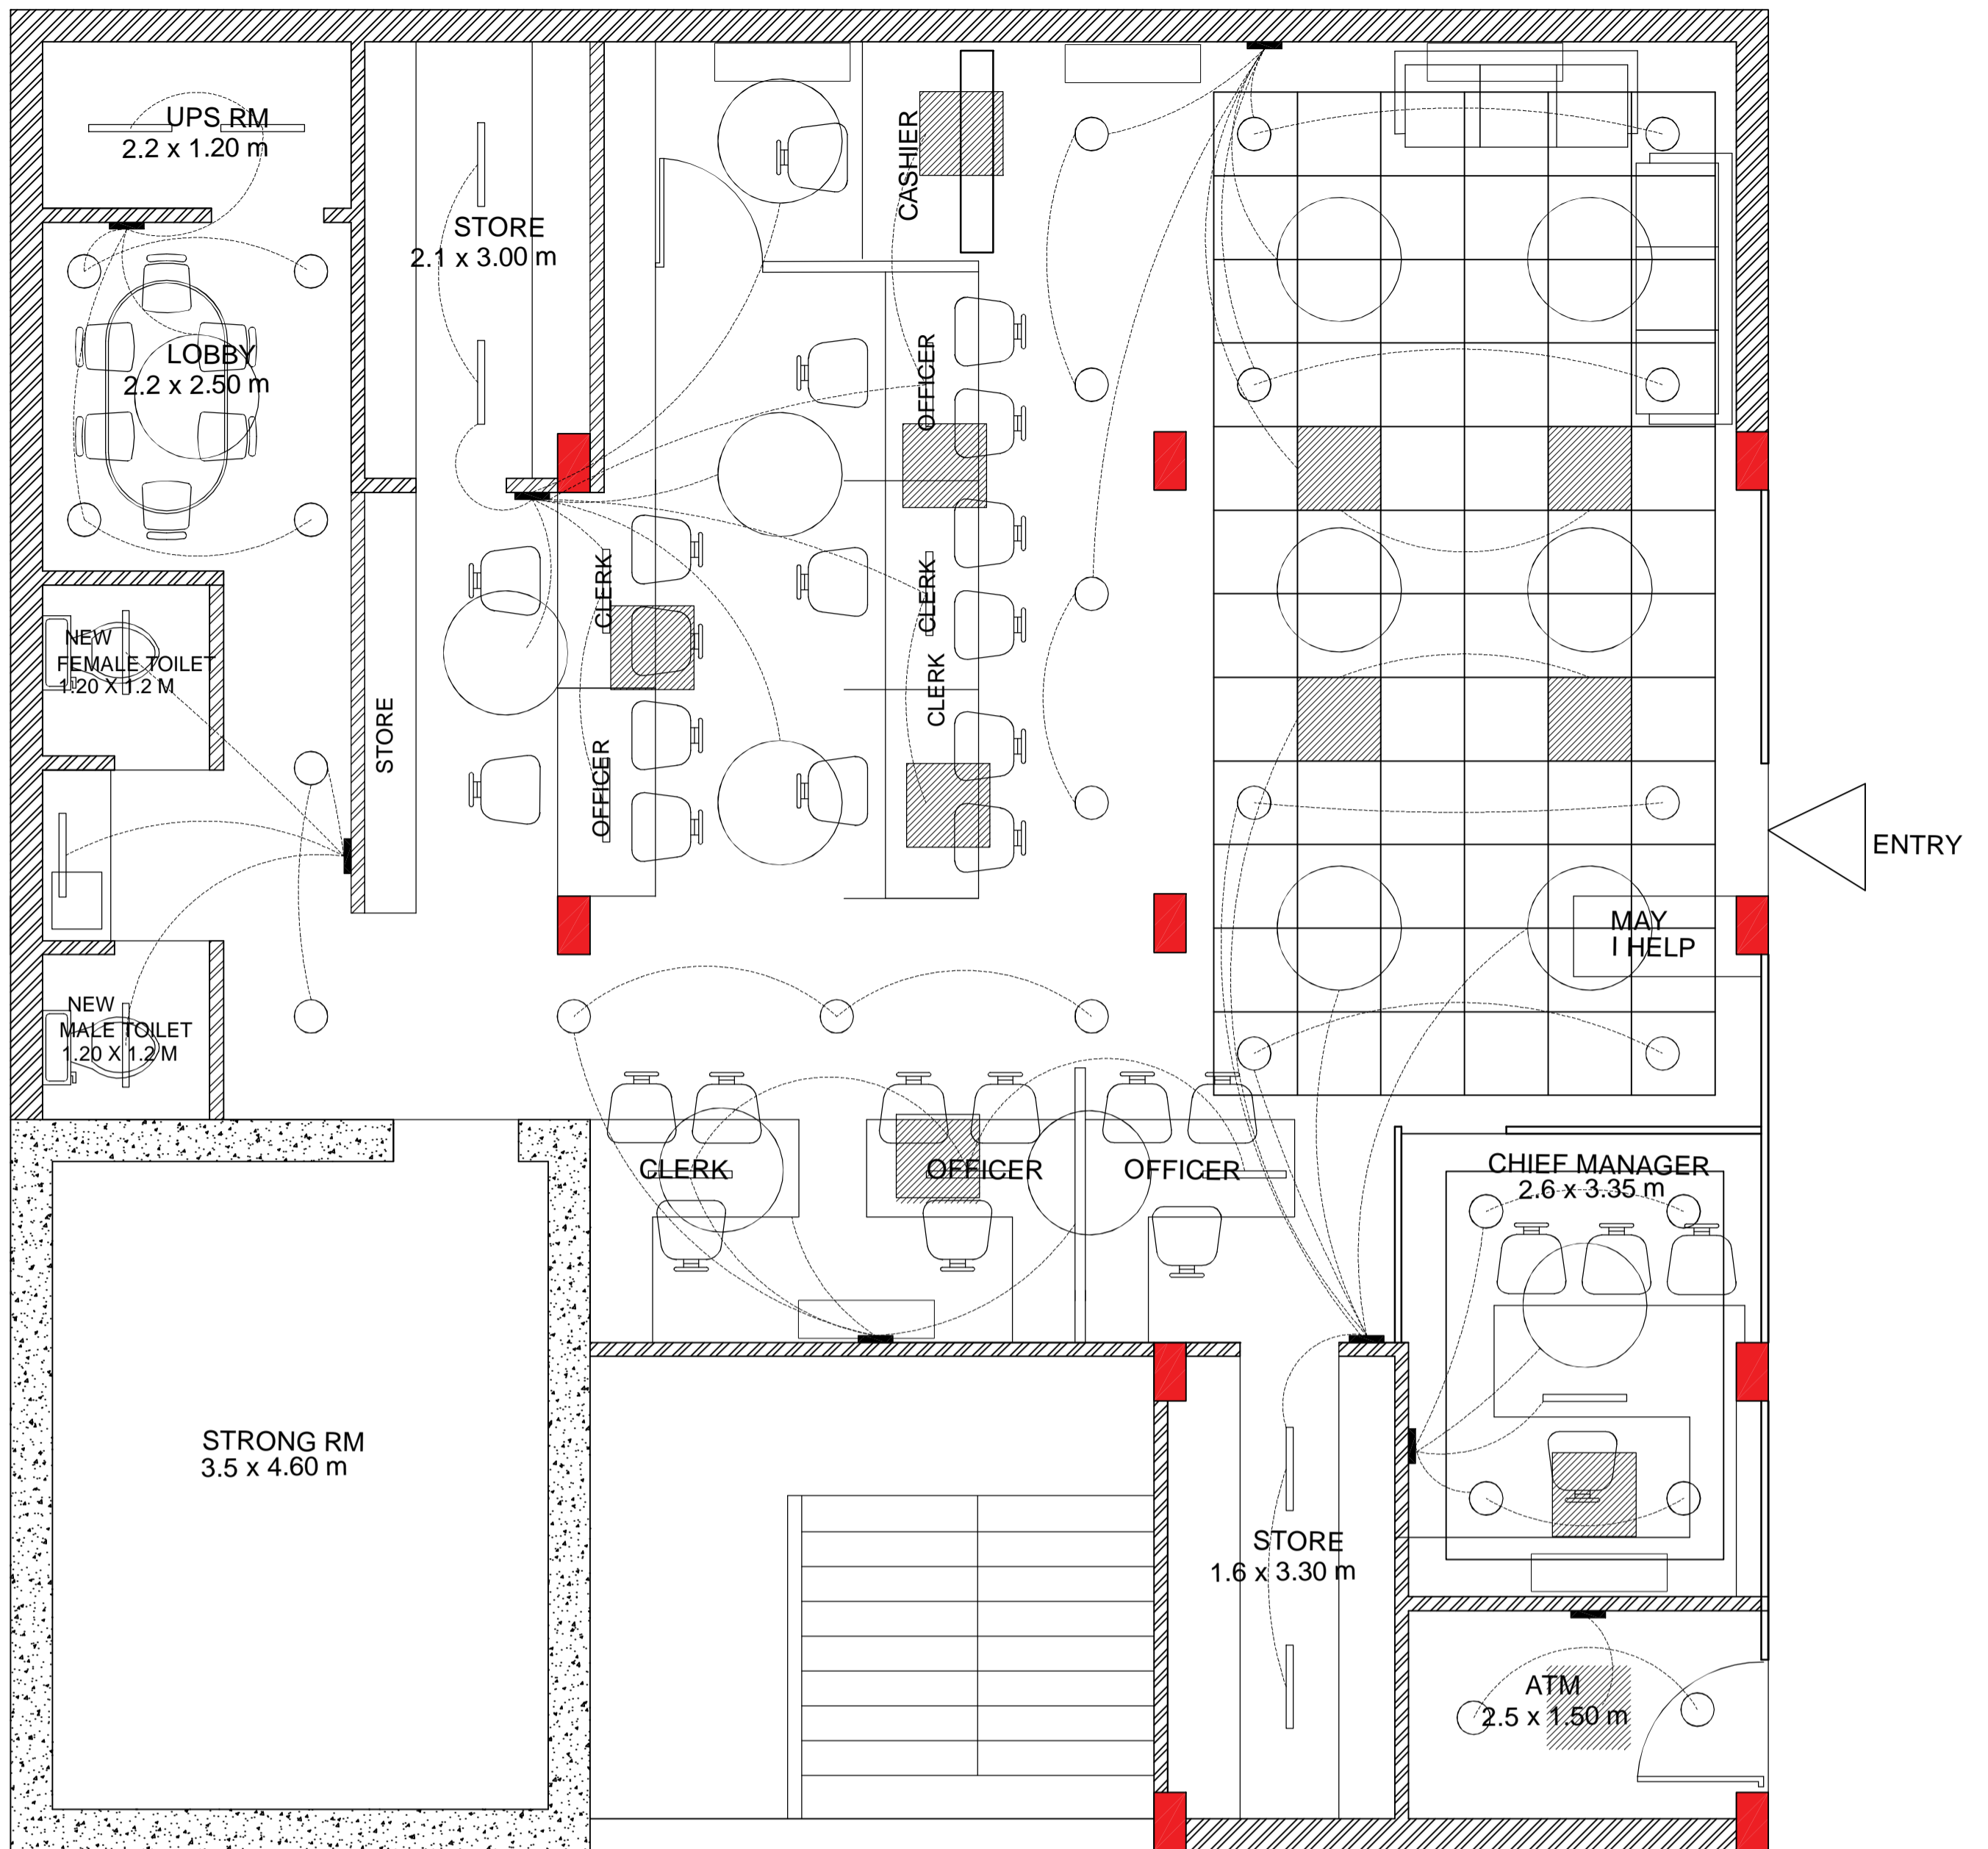 UPS RM
2.2 x 1.20 m
STORE
2.1 x 3.00 m
CASHIER
LOBBY
2.2 x 2.50 m
OFFICER
CLERK
CLERK
CLERK
OFFICER
NEW
FEMALE TOILET
1.20 X 1.2 M
STORE
ENTRY
MAY
I HELP
NEW
MALE TOILET
1.20 X 1.2 M
CLERK
OFFICER
OFFICER
CHIEF MANAGER
2.6 x 3.35 m
STRONG RM
3.5 x 4.60 m
STORE
1.6 x 3.30 m
ATM
2.5 x 1.50 m